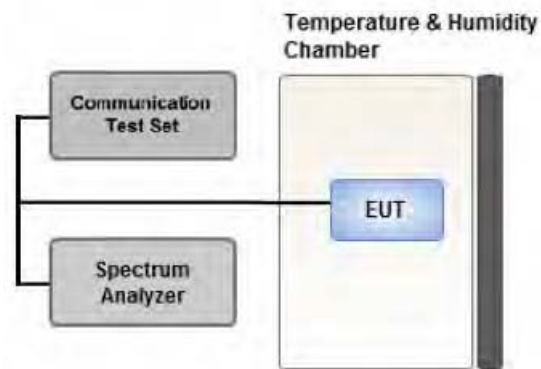 Temperature & Humidity
Chamber
Communication
Test Set
EUT
Spectrum
Analyzer